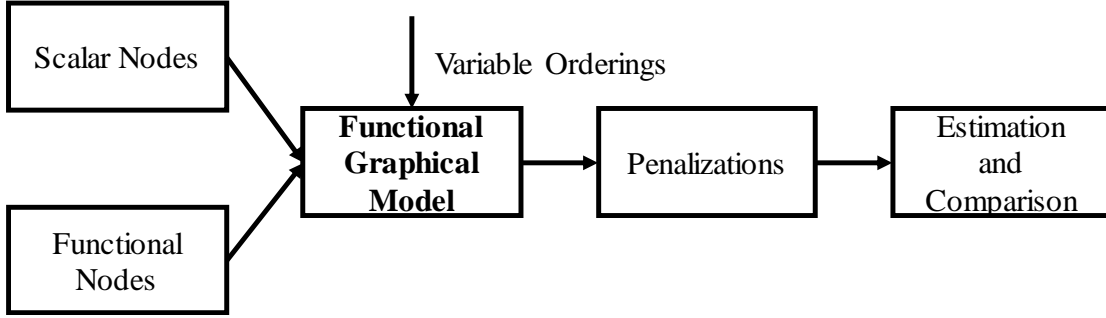 Scalar Nodes
Variable Orderings
Functional
Graphical
Model
Penalizations
Estimation
and
Comparison
Functional
Nodes